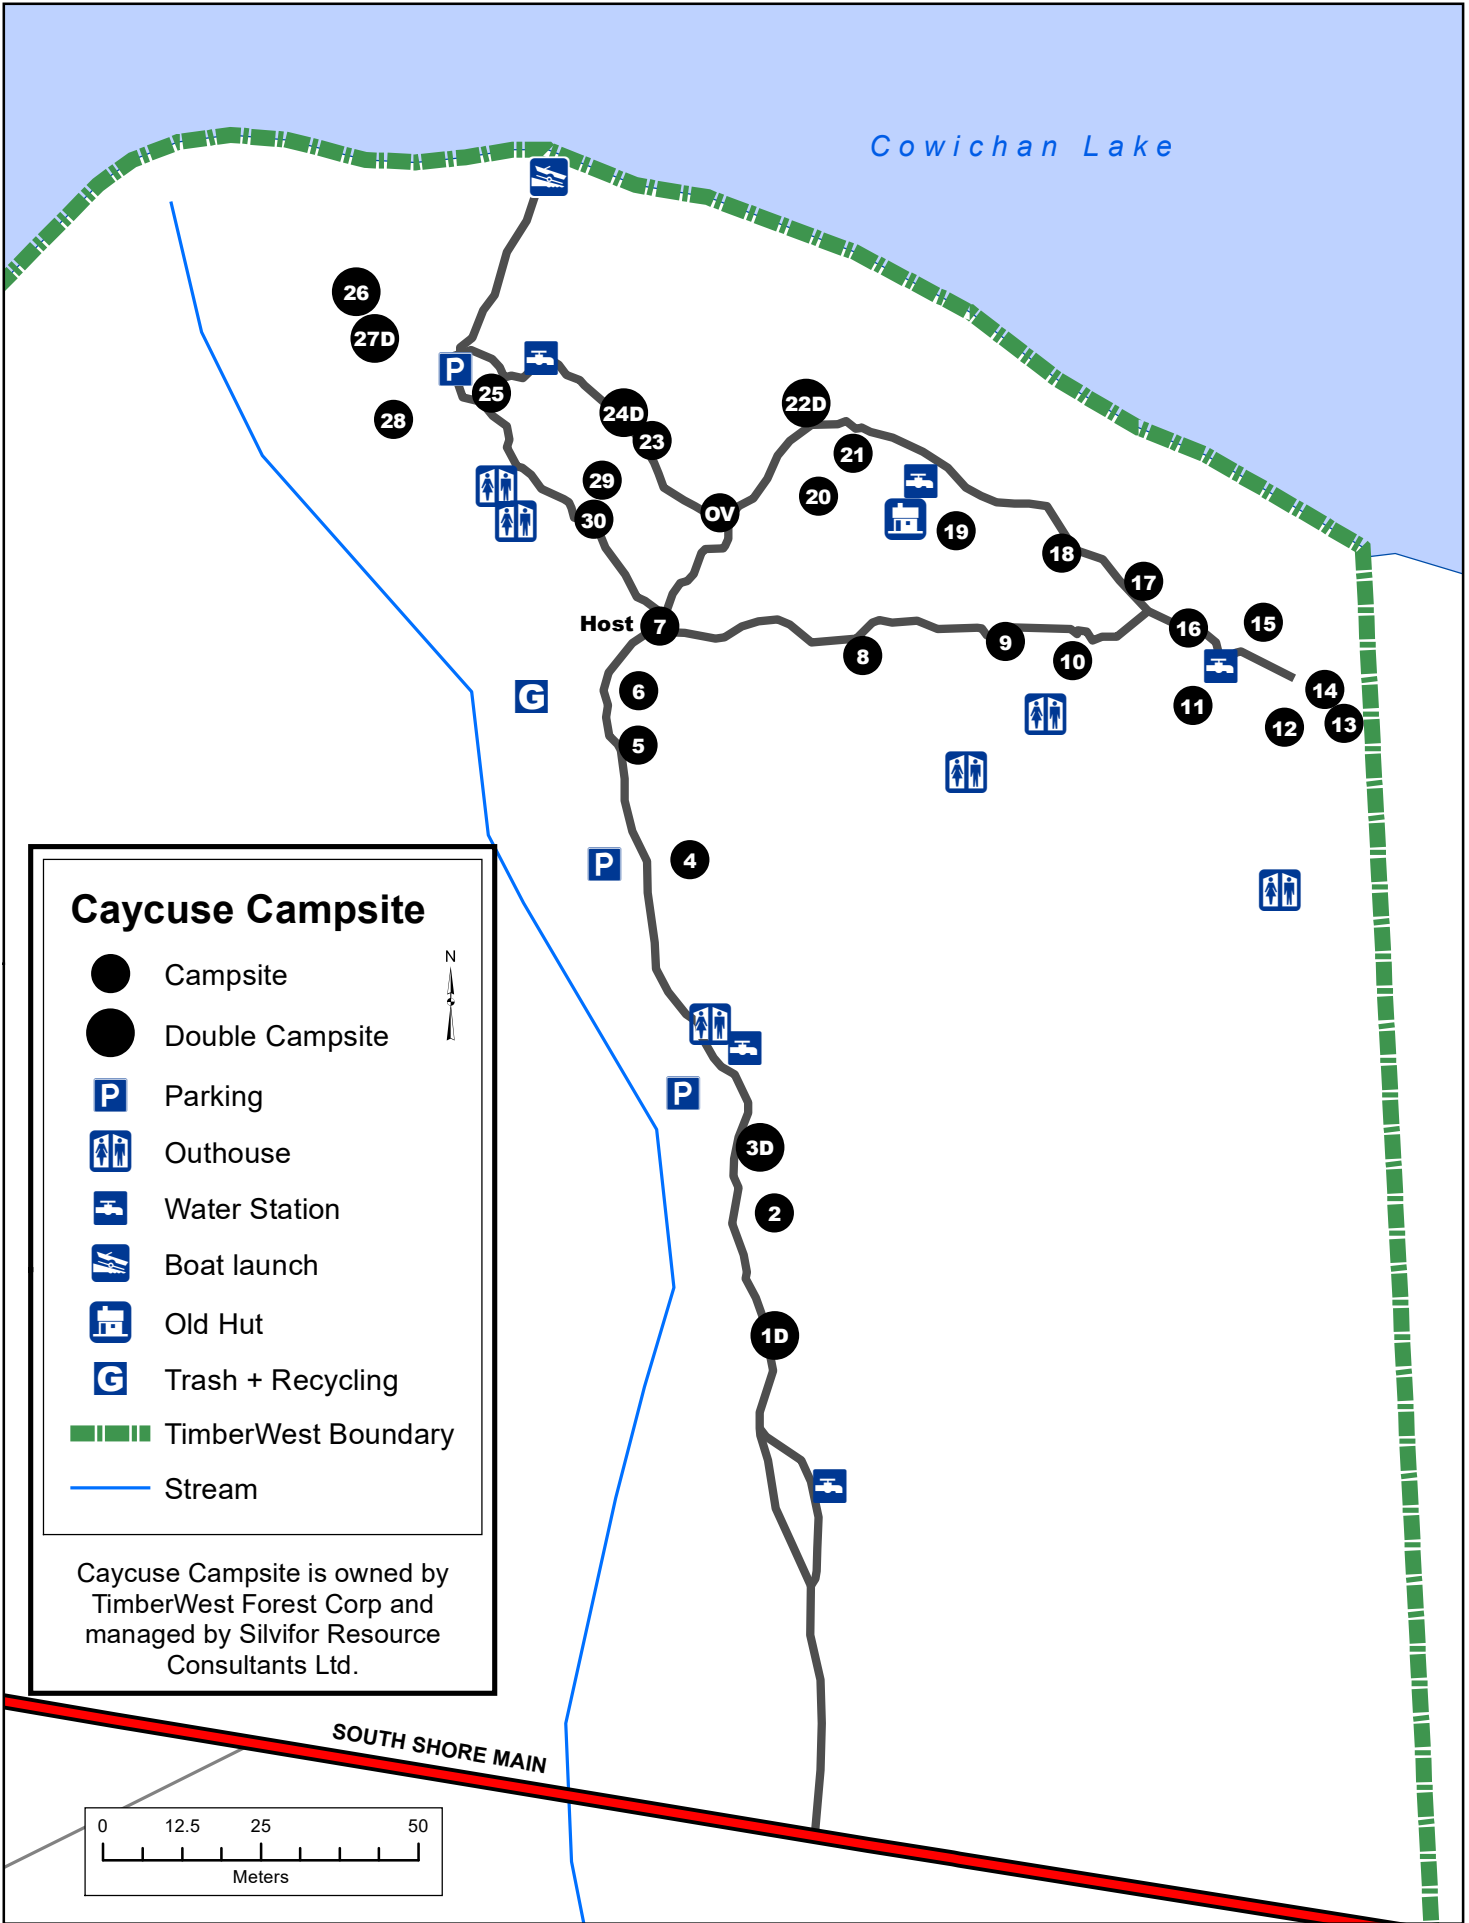 Cowichan Lake
26
27D
P
25
28
24D
23
22D
21
20
29
30
OV
19
18
17
16
15
Host 7
8
9
10
6
G
5
11
14
12
13
P
4
P
3D
2
1D
Caycuse Campsite
N
Campsite
Double Campsite
P Parking
Outhouse
Water Station
Boat launch
Old Hut
G Trash + Recycling
TimberWest Boundary
Stream
Caycuse Campsite is owned by
TimberWest Forest Corp and
managed by Silvifor Resource
Consultants Ltd.
SOUTH SHORE MAIN
0 12.5 25 50
Meters